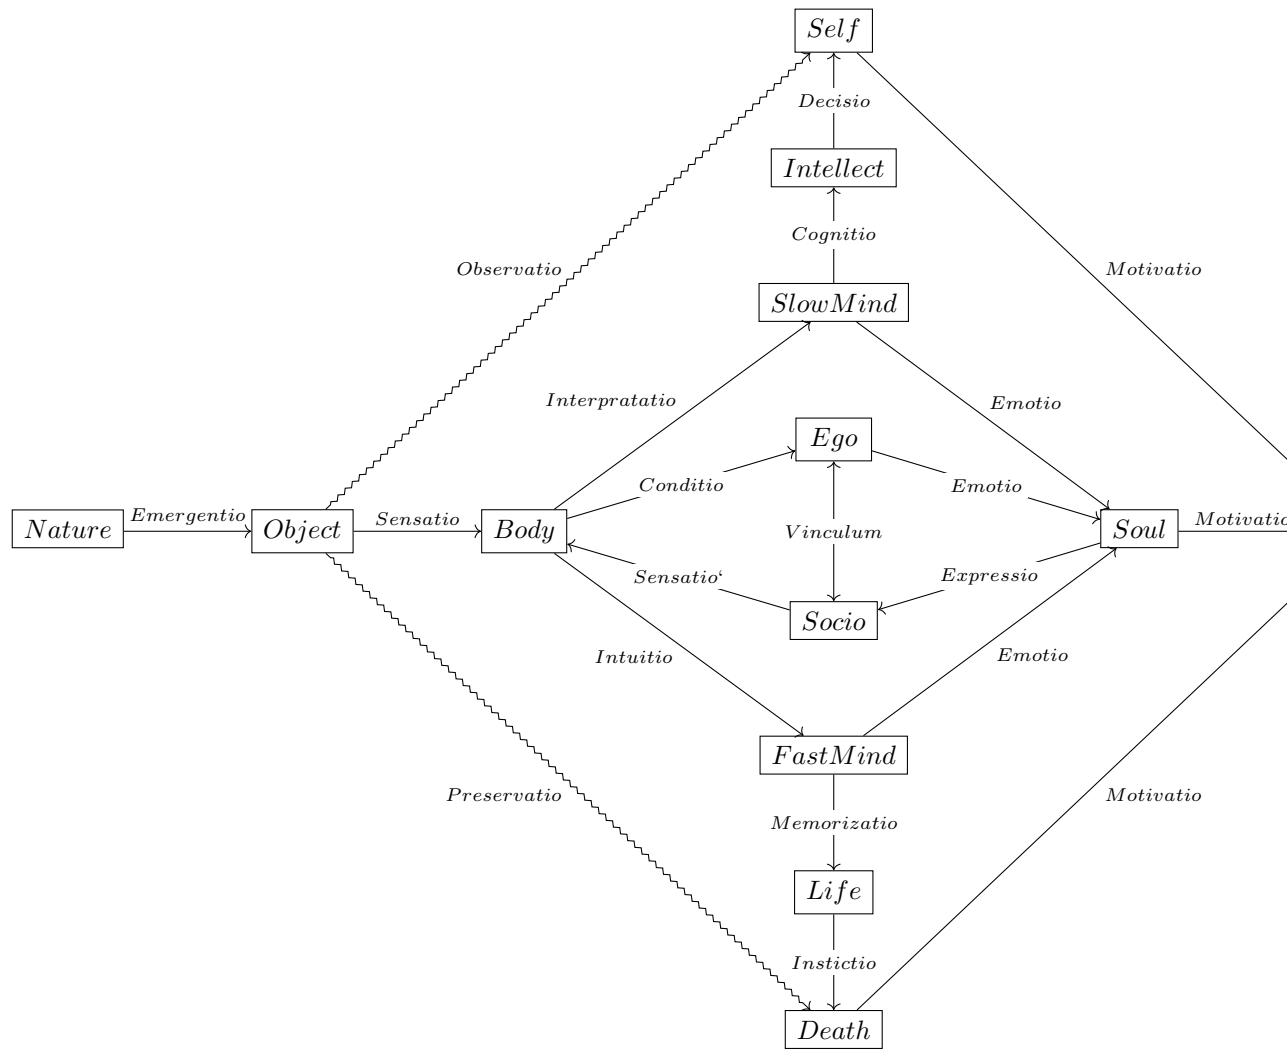 Self
Decisio
Intellect
Cognitio
Observatio
Motivatio
SlowMind
Interpratatio
Emotio
Ego
Conditio
Emotio
Nature
Emergentio
Object
Sensatio
Body
Vinculum
Soul
Motivatio
Sensatio‘
Expressio
Socio
Intuitio
Emotio
FastMind
Preservatio
Memorizatio
Motivatio
Life
Instictio
Death